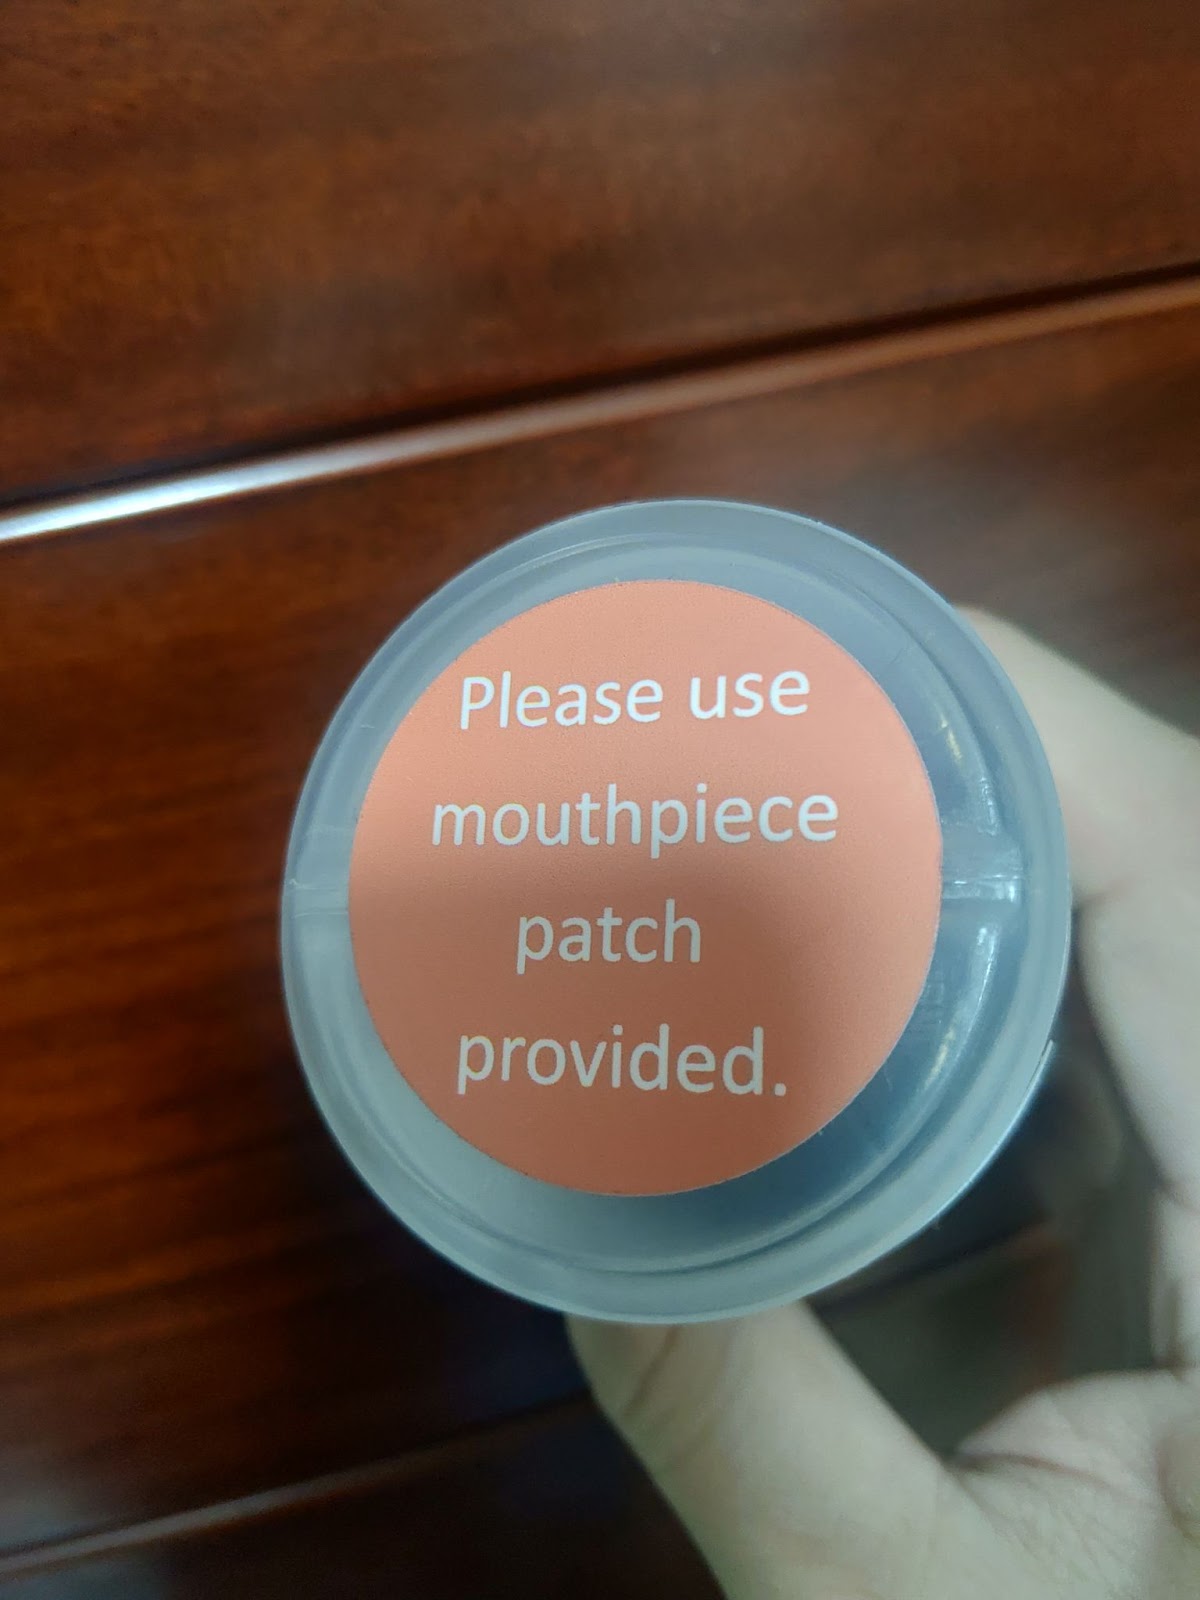 Please use
mouthpiece
patch
provided.